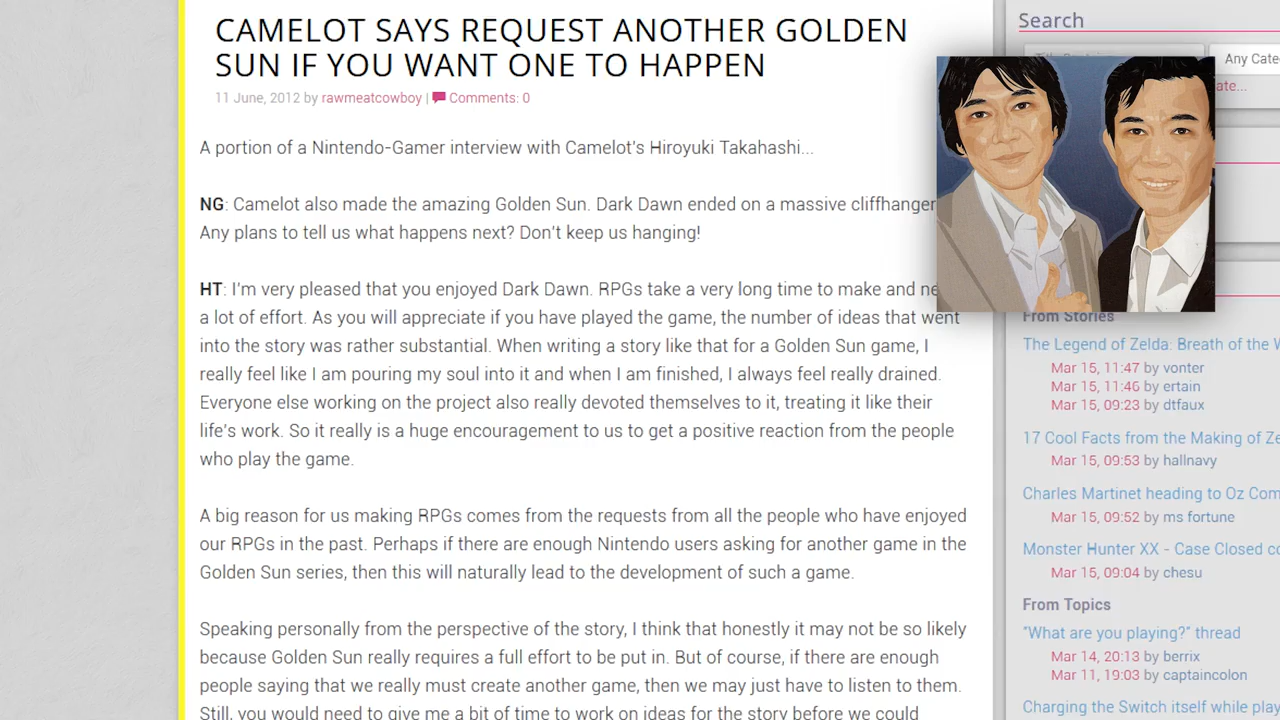 CAMELOT SAYS REQUEST ANOTHER GOLDEN
SUN IF YOU WANT ONE TO HAPPEN
11 June, 2012 by rawmeatcowboy | Comments: 0
A portion of a Nintendo-Gamer interview with Camelot's Hiroyuki Takahashi...
NG: Camelot also made the amazing Golden Sun. Dark Dawn ended on a massive cliffhanger
Any plans to tell us what happens next? Don't keep us hanging!
HT: I'm very pleased that you enjoyed Dark Dawn. RPGs take a very long time to make and ne
a lot of effort. As you will appreciate if you have played the game, the number of ideas that went
into the story was rather substantial. When writing a story like that for a Golden Sun game, I
really feel like I am pouring my soul into it and when I am finished, I always feel really drained.
Everyone else working on the project also really devoted themselves to it, treating it like their
life's work. So it really is a huge encouragement to us to get a positive reaction from the people
who play the game.
A big reason for us making RPGs comes from the requests from all the people who have enjoyed
our RPGs in the past. Perhaps if there are enough Nintendo users asking for another game in the
Golden Sun series, then this will naturally lead to the development of such a game.
Speaking personally from the perspective of the story, I think that honestly it may not be so likely
because Golden Sun really requires a full effort to be put in. But of course, if there are enough
people saying that we really must create another game, then we may just have to listen to them.
Still, you would need to give me a bit of time to work on ideas for the story before we could
Search
Any Cate
ate...
From Stories
The Legend of Zelda: Breath of the W
Mar 15, 11:47 by vonter
Mar 15, 11:46 by ertain
Mar 15, 09:23 by dtfaux
17 Cool Facts from the Making of Ze
Mar 15, 09:53 by hallnavy
Charles Martinet heading to Oz Com
Mar 15, 09:52 by ms fortune
Monster Hunter XX - Case Closed co
Mar 15, 09:04 by chesu
From Topics
"What are you playing?" thread
Mar 14, 20:13 by berrix
Mar 11, 19:03 by captaincolon
Charging the Switch itself while play